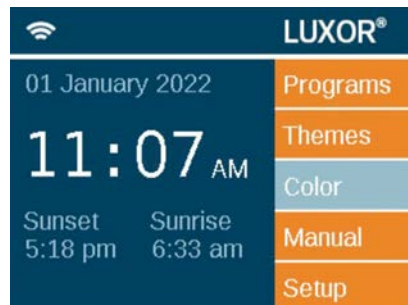 LUXOR®
01 January 2022
11:07 AM
Sunset Sunrise
5:18 pm 6:33 am
Programs
Themes
Color
Manual
Setup